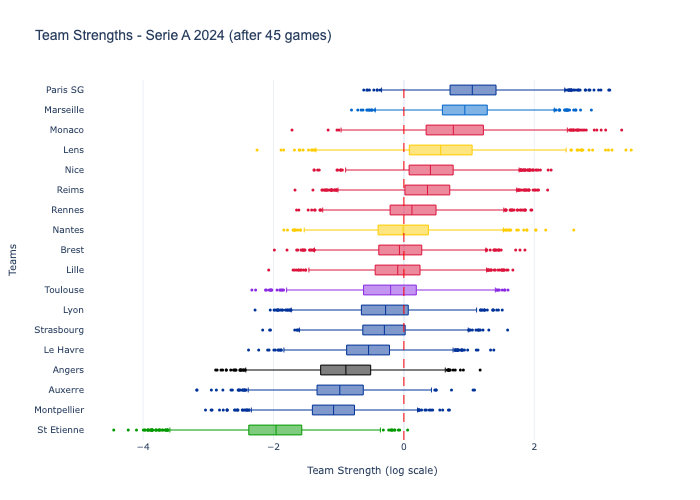 Team Strengths - Serie A 2024 (after 45 games)
Paris SG
Marseille
Monaco
Lens
Nice
Reims
Rennes
Nantes
Brest
Lille
Toulouse
Lyon
Strasbourg
Le Havre
Angers
Auxerre
Montpellier
St Etienne
Teams
−4
−2
0
2
Team Strength (log scale)